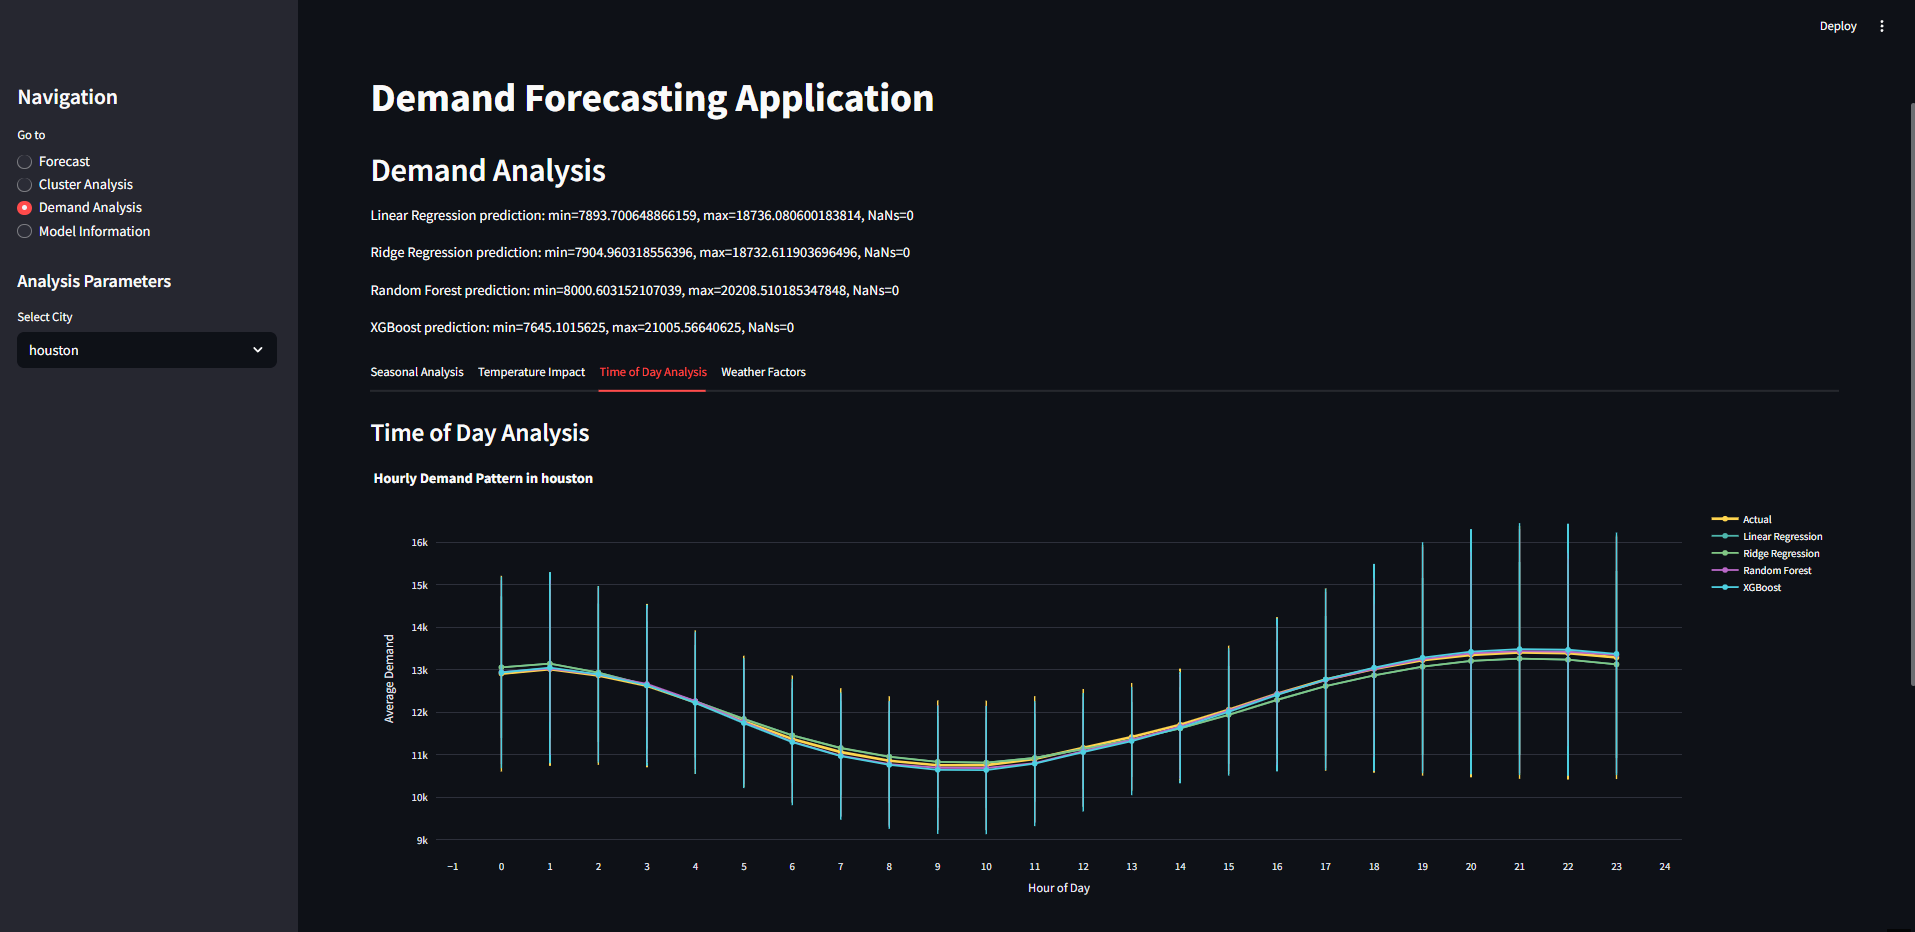 Deploy
Navigation
Go to
Forecast
Cluster Analysis
Demand Analysis
Model Information
Analysis Parameters
Select City
houston
Demand Forecasting Application
Demand Analysis
Linear Regression prediction: min=7893.700648866159, max=18736.080600183814, NaNs=0
Ridge Regression prediction: min=7904.960318556396, max=18732.611903696496, NaNs=0
Random Forest prediction: min=8000.603152107039, max=20208.510185347848, NaNs=0
XGBoost prediction: min=7645.1015625, max=21005.56640625, NaNs=0
Seasonal Analysis Temperature Impact Time of Day Analysis Weather Factors
Time of Day Analysis
Hourly Demand Pattern in houston
Actual
Linear Regression
Ridge Regression
Random Forest
XGBoost
16k
15k
14k
13k
12k
11k
10k
9k
Average Demand
−1 0 1 2 3 4 5 6 7 8 9 10 11 12 13 14 15 16 17 18 19 20 21 22 23 24
Hour of Day